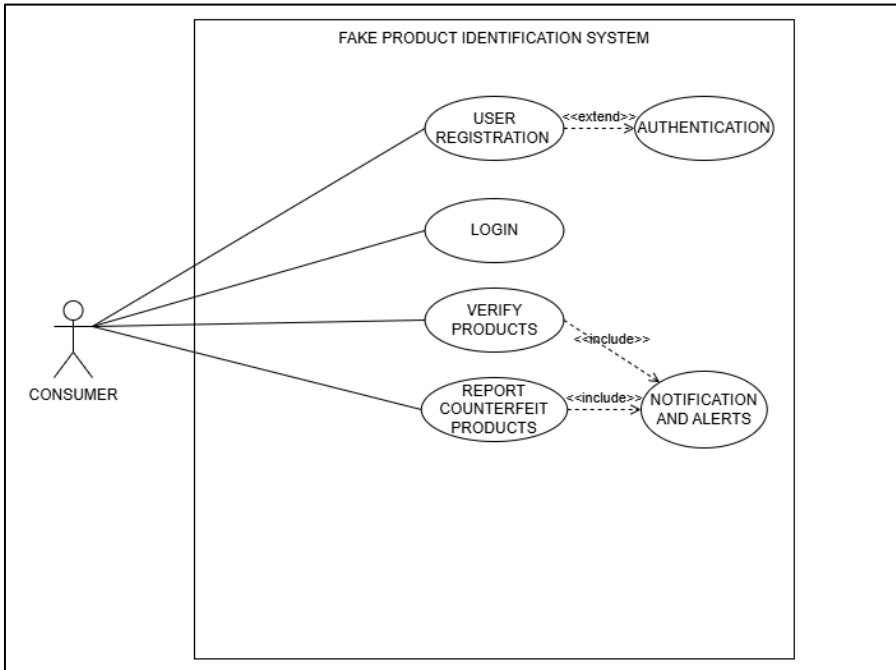 FAKE PRODUCT IDENTIFICATION SYSTEM
USER
REGISTRATION
<<extend>>
AUTHENTICATION
LOGIN
VERIFY
PRODUCTS
<<include>>
CONSUMER
REPORT
COUNTERFEIT
PRODUCTS
<<include>>
NOTIFICATION
AND ALERTS